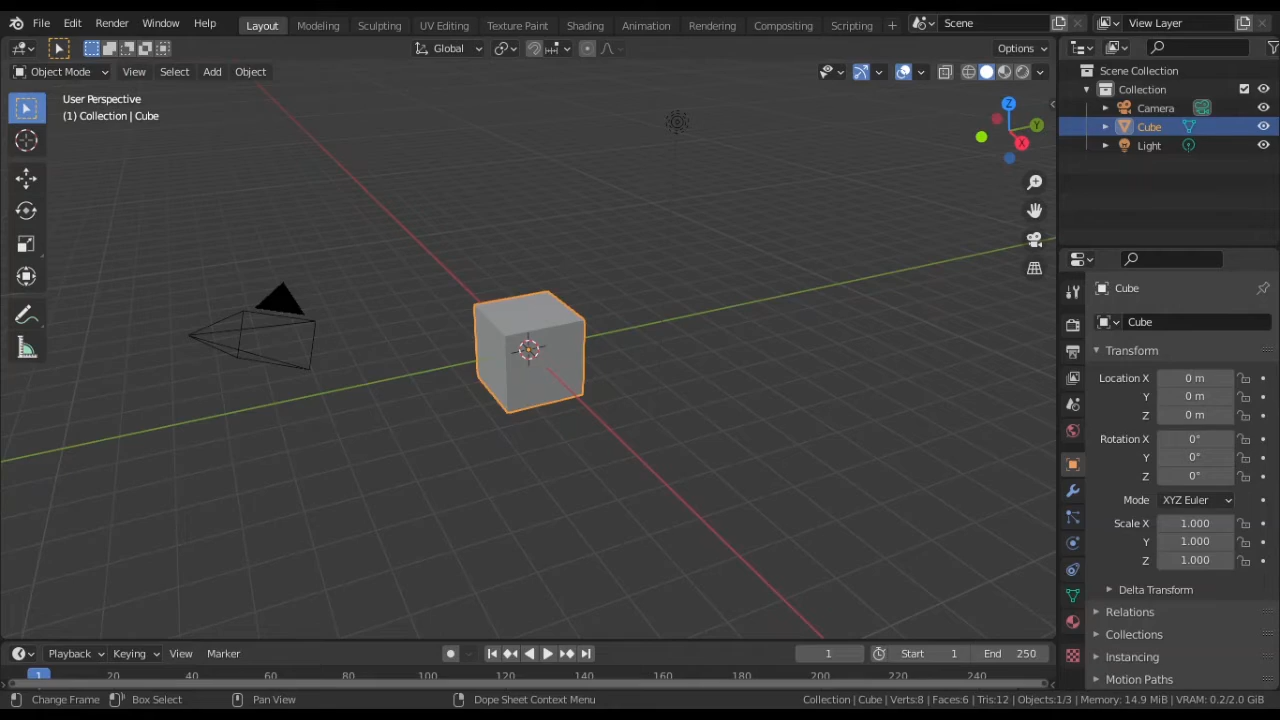 File Edit Render Window Help Layout Modeling Sculpting UV Editing Texture Paint Shading Animation Rendering Compositing Scripting + Scene View Layer
Global Options
Object Mode View Select Add Object
User Perspective
(1) Collection | Cube
Z
Y
X
Scene Collection
Collection
Camera
Cube
Light
Cube
Cube
Transform
Location X 0 m
Y 0 m
Z 0 m
Rotation X 0°
Y 0°
Z 0°
Mode XYZ Euler
Scale X 1.000
Y 1.000
Z 1.000
Delta Transform
Relations
Collections
Instancing
Motion Paths
Playback Keying View Marker 1 Start 1 End 250
1 20 40 60 80 100 120 140 160 180 200 220 240
Change Frame Box Select Pan View Dope Sheet Context Menu Collection | Cube | Verts:8 | Faces:6 | Tris:12 | Objects:1/3 | Memory: 14.9 MiB | VRAM: 0.2/2.0 GiB